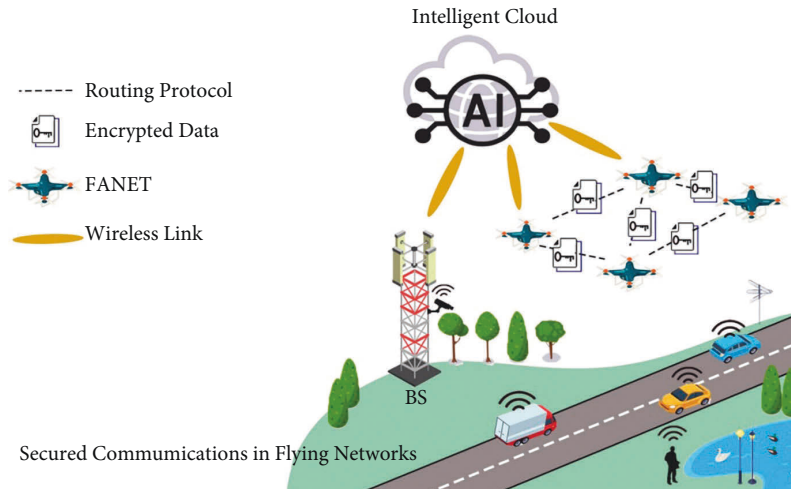 Intelligent Cloud
AI
Routing Protocol
Encrypted Data
FANET
Wireless Link
BS
Secured Commumications in Flying Networks